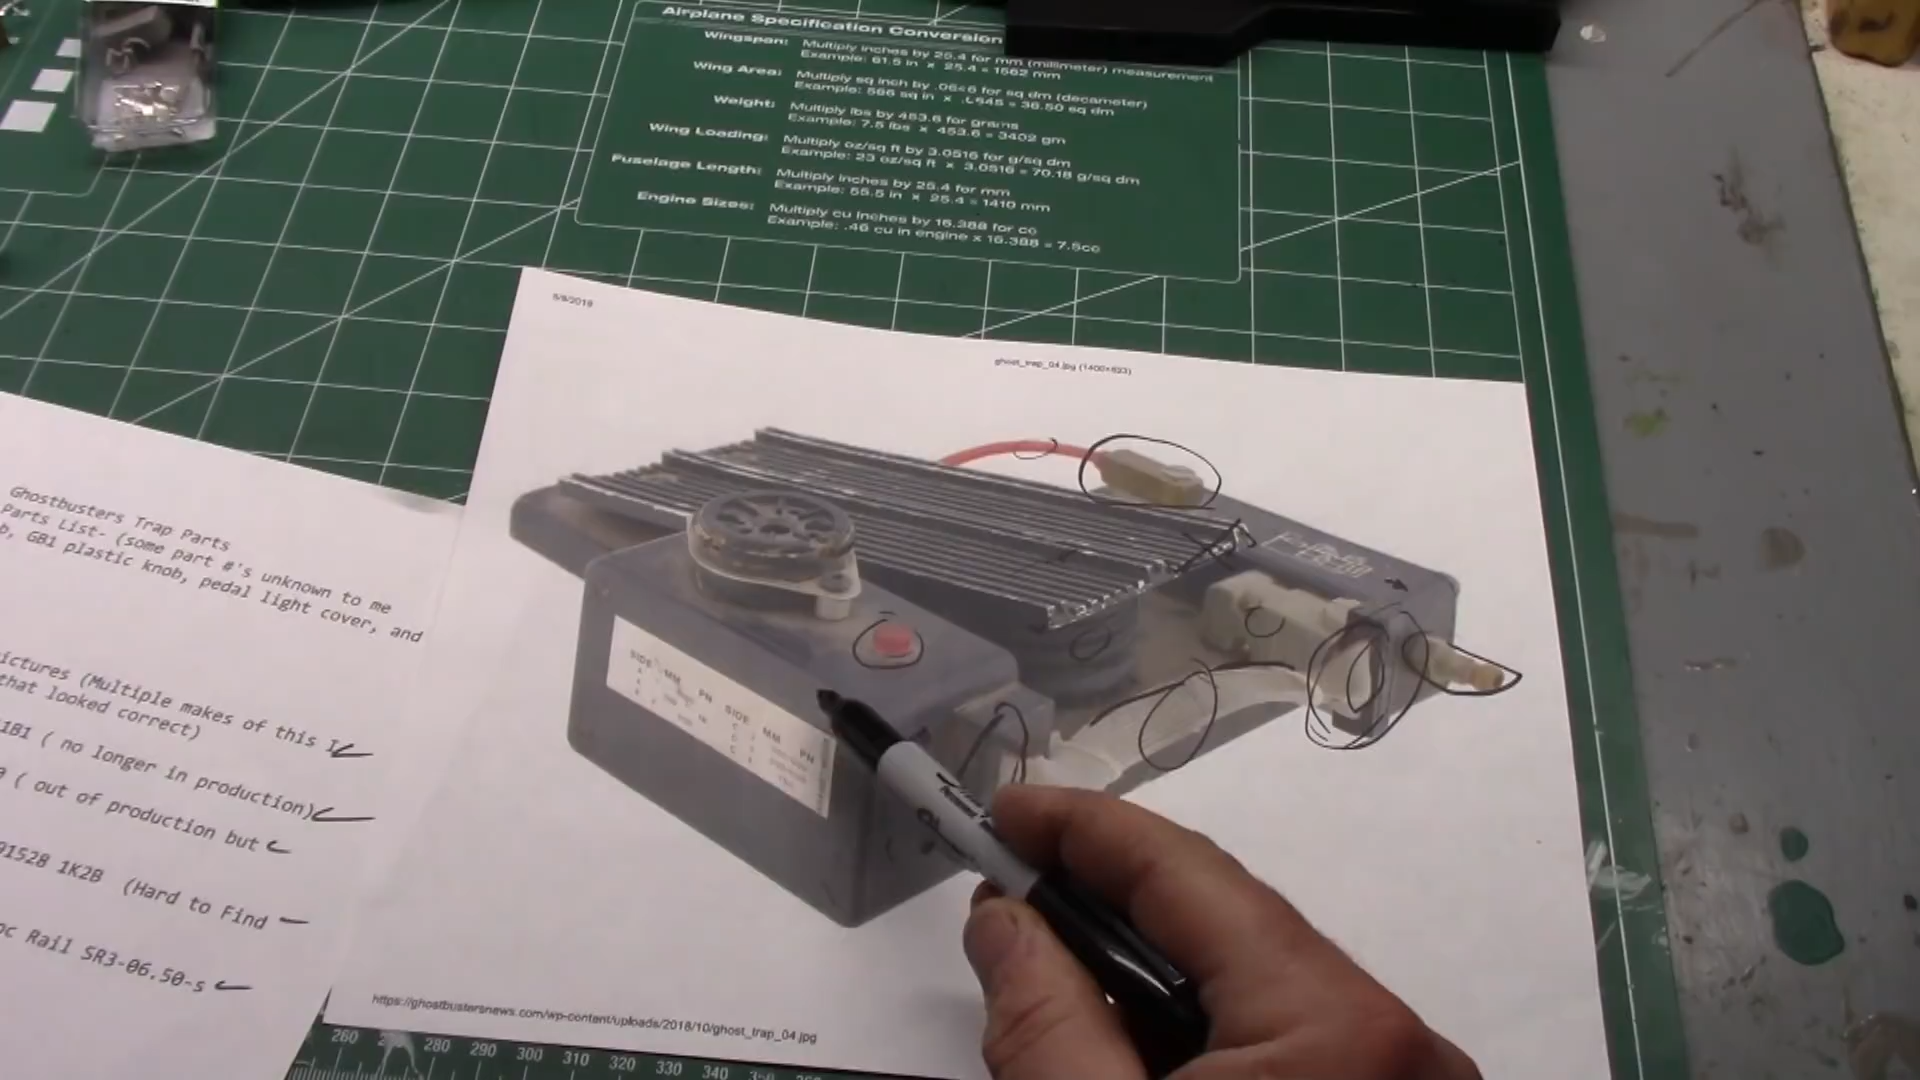 Airplane Specification Conversion
Wingspan: Multiply inches by 25.4 for mm (millimeter) measurement
Example: 61.5 in x 25.4 = 1562 mm
Wing Area: Multiply sq inch by for sq dm (decameter)
Example: 566 sq in x = 36.50 sq dm
Weight: Multiply lbs by 453.6 for grams
Example: 7.5 lbs x 453.6 = 3402 gm
Wing Loading: Multiply oz/sq ft by 3.0516 for g/sq dm
Example: 23 oz/sq ft x 3.0516 = 70.18 g/sq dm
Fuselage Length: Multiply inches by 25.4 for mm
Example: 55.5 in x 25.4 = 1410 mm
Engine Sizes: Multiply cu inches by 16.388 for cc
Example: .46 cu in engine x 16.388 = 7.5cc
ghost_trap_04.jpg
Ghostbusters Trap Parts
Parts List- (some part #'s unknown to me
b, GB1 plastic knob, pedal light cover, and
ictures (Multiple makes of this I
that looked correct)
1B1 ( no longer in production)
( out of production but
91528 1K2B (Hard to Find
Rail SR3-06.50-s
SIDE MM PN SIDE MM PN
https://ghostbustersnews.com/wp-content/uploads/2018/10/ghost_trap_04.jpg
260 280 290 300 310 320 330 340